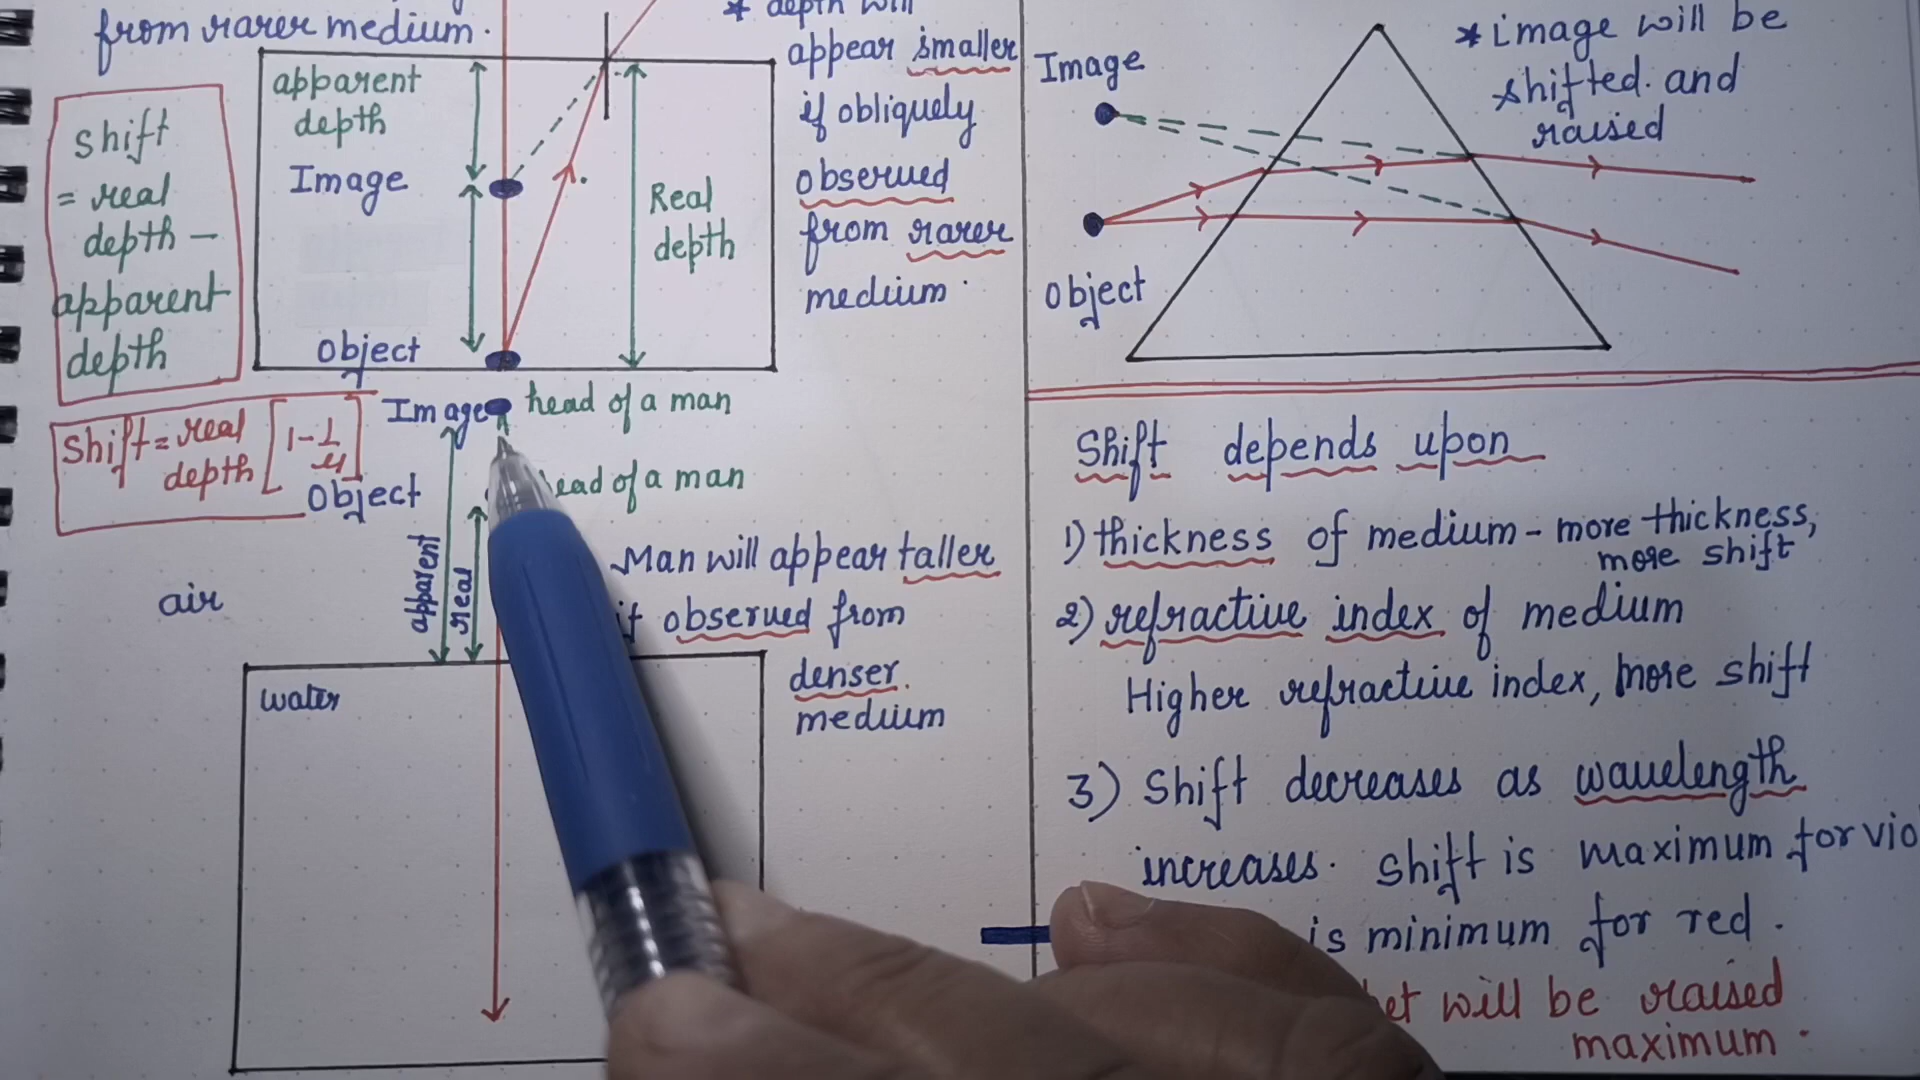 from rarer medium.
apparent
depth
Image
Object
Real
depth
shift
= real
depth –
apparent
depth
Shift = real
depth [1-1/μ]
* depth will
appear smaller
if obliquely
observed
from rarer
medium.
Image
head of a man
Object
head of a man
apparent
real
air
Man will appear taller
if observed from
denser
medium
water
Image
Object
* image will be
shifted. and
raised
Shift depends upon
1) thickness of medium – more thickness,
more shift
2) refractive index of medium
Higher refractive index, more shift
3) Shift decreases as wavelength
increases. Shift is maximum for vio
is minimum for red.
et will be raised
maximum.